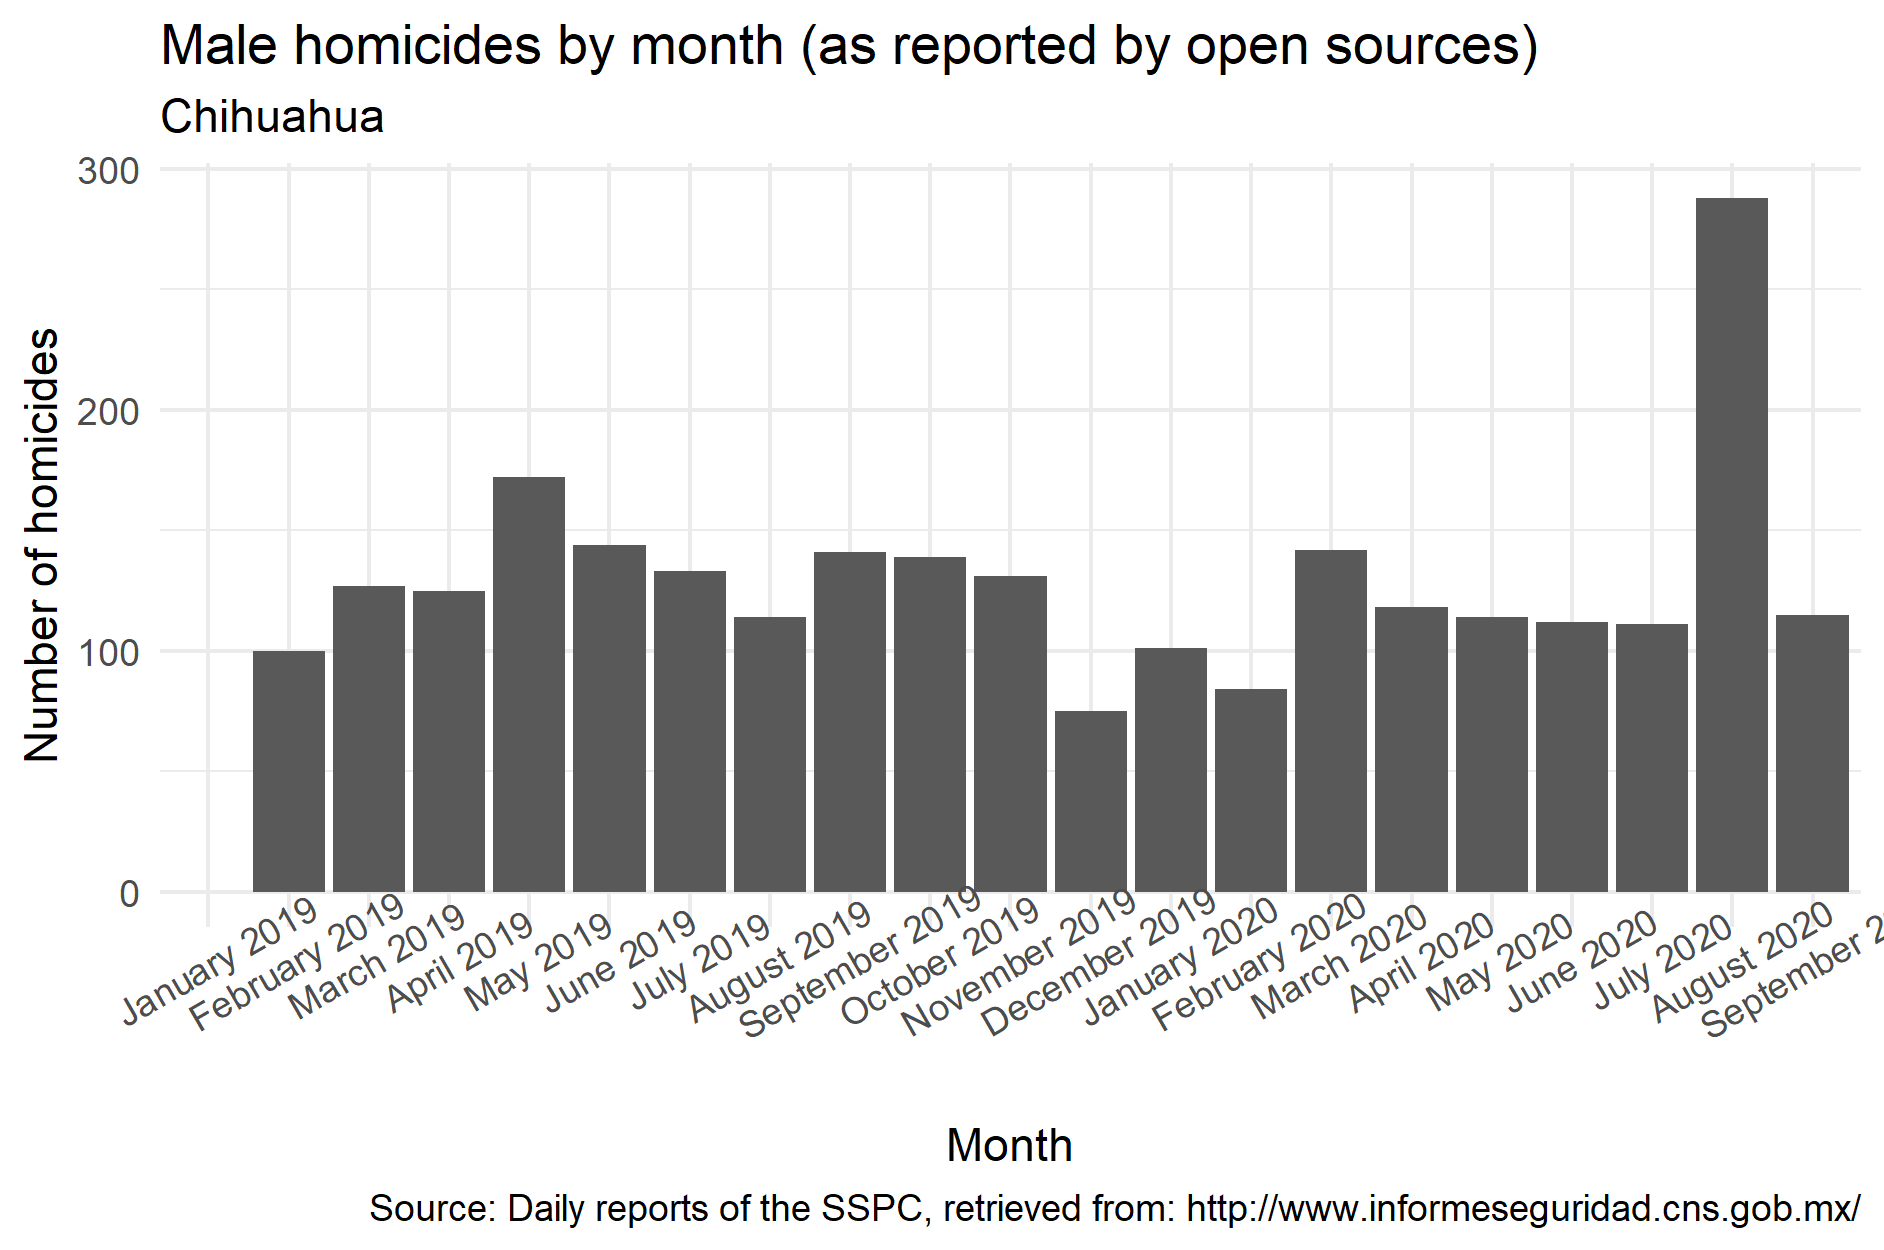 Male homicides by month (as reported by open sources)
Chihuahua
300
200
100
0
Number of homicides
January 2019
February 2019
March 2019
April 2019
May 2019
June 2019
July 2019
August 2019
September 2019
October 2019
November 2019
December 2019
January 2020
February 2020
March 2020
April 2020
May 2020
June 2020
July 2020
August 2020
September 2
Month
Source: Daily reports of the SSPC, retrieved from: http://www.informeseguridad.cns.gob.mx/